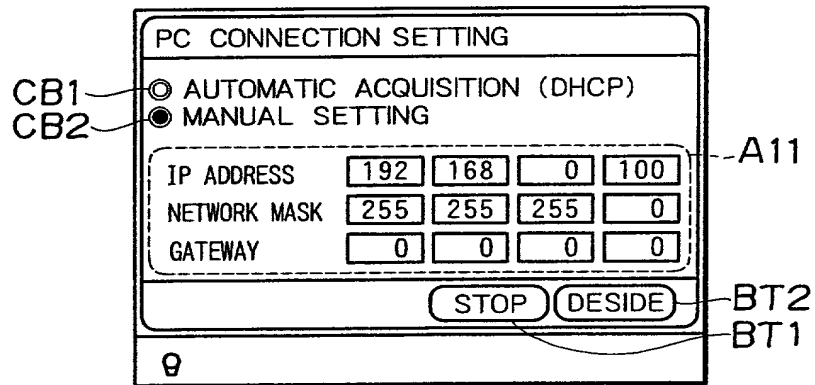 PC CONNECTION SETTING
CB1 AUTOMATIC ACQUISITION (DHCP)
CB2 MANUAL SETTING
A11
IP ADDRESS 192 168 0 100
NETWORK MASK 255 255 255 0
GATEWAY 0 0 0 0
STOP DESIDE BT2
BT1